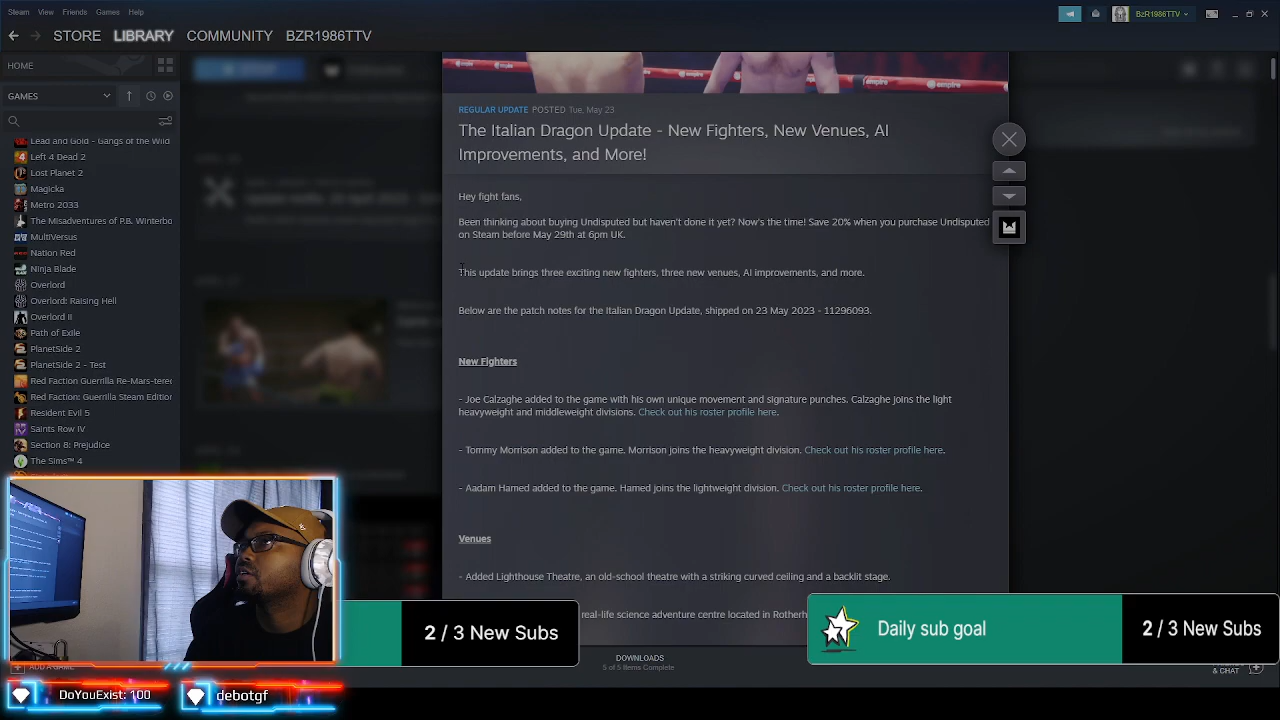 Steam View Friends Games Help
BZR1986TTV
STORE LIBRARY COMMUNITY BZR1986TTV
HOME
GAMES
Lead and Gold - Gangs of the Wild
Left 4 Dead 2
Lost Planet 2
Magicka
Metro 2033
The Misadventures of P.B. Winterbo
MultiVersus
Nation Red
Ninja Blade
Overlord
Overlord: Raising Hell
Overlord II
Path of Exile
PlanetSide 2
PlanetSide 2 - Test
Red Faction Guerrilla Re-Mars-tered
Red Faction: Guerrilla Steam Edition
Resident Evil 5
Saints Row IV
Section 8: Prejudice
The Sims™ 4
empire
empire
REGULAR UPDATE POSTED Tue, May 23
The Italian Dragon Update - New Fighters, New Venues, AI
Improvements, and More!
Hey fight fans,
Been thinking about buying Undisputed but haven't done it yet? Now's the time! Save 20% when you purchase Undisputed
on Steam before May 29th at 6pm UK.
This update brings three exciting new fighters, three new venues, AI improvements, and more.
Below are the patch notes for the Italian Dragon Update, shipped on 23 May 2023 - 11296093.
New Fighters
- Joe Calzaghe added to the game with his own unique movement and signature punches. Calzaghe joins the light
heavyweight and middleweight divisions. Check out his roster profile here.
- Tommy Morrison added to the game. Morrison joins the heavyweight division. Check out his roster profile here.
- Aadam Hamed added to the game. Hamed joins the lightweight division. Check out his roster profile here.
Venues
- Added Lighthouse Theatre, an old-school theatre with a striking curved ceiling and a backlit stage.
real-life science adventure centre located in Rotherh
2 / 3 New Subs
Daily sub goal 2 / 3 New Subs
DOWNLOADS
5 of 5 Items Complete
ADD A GAME
& CHAT
DoYouExist: 100 debotgf